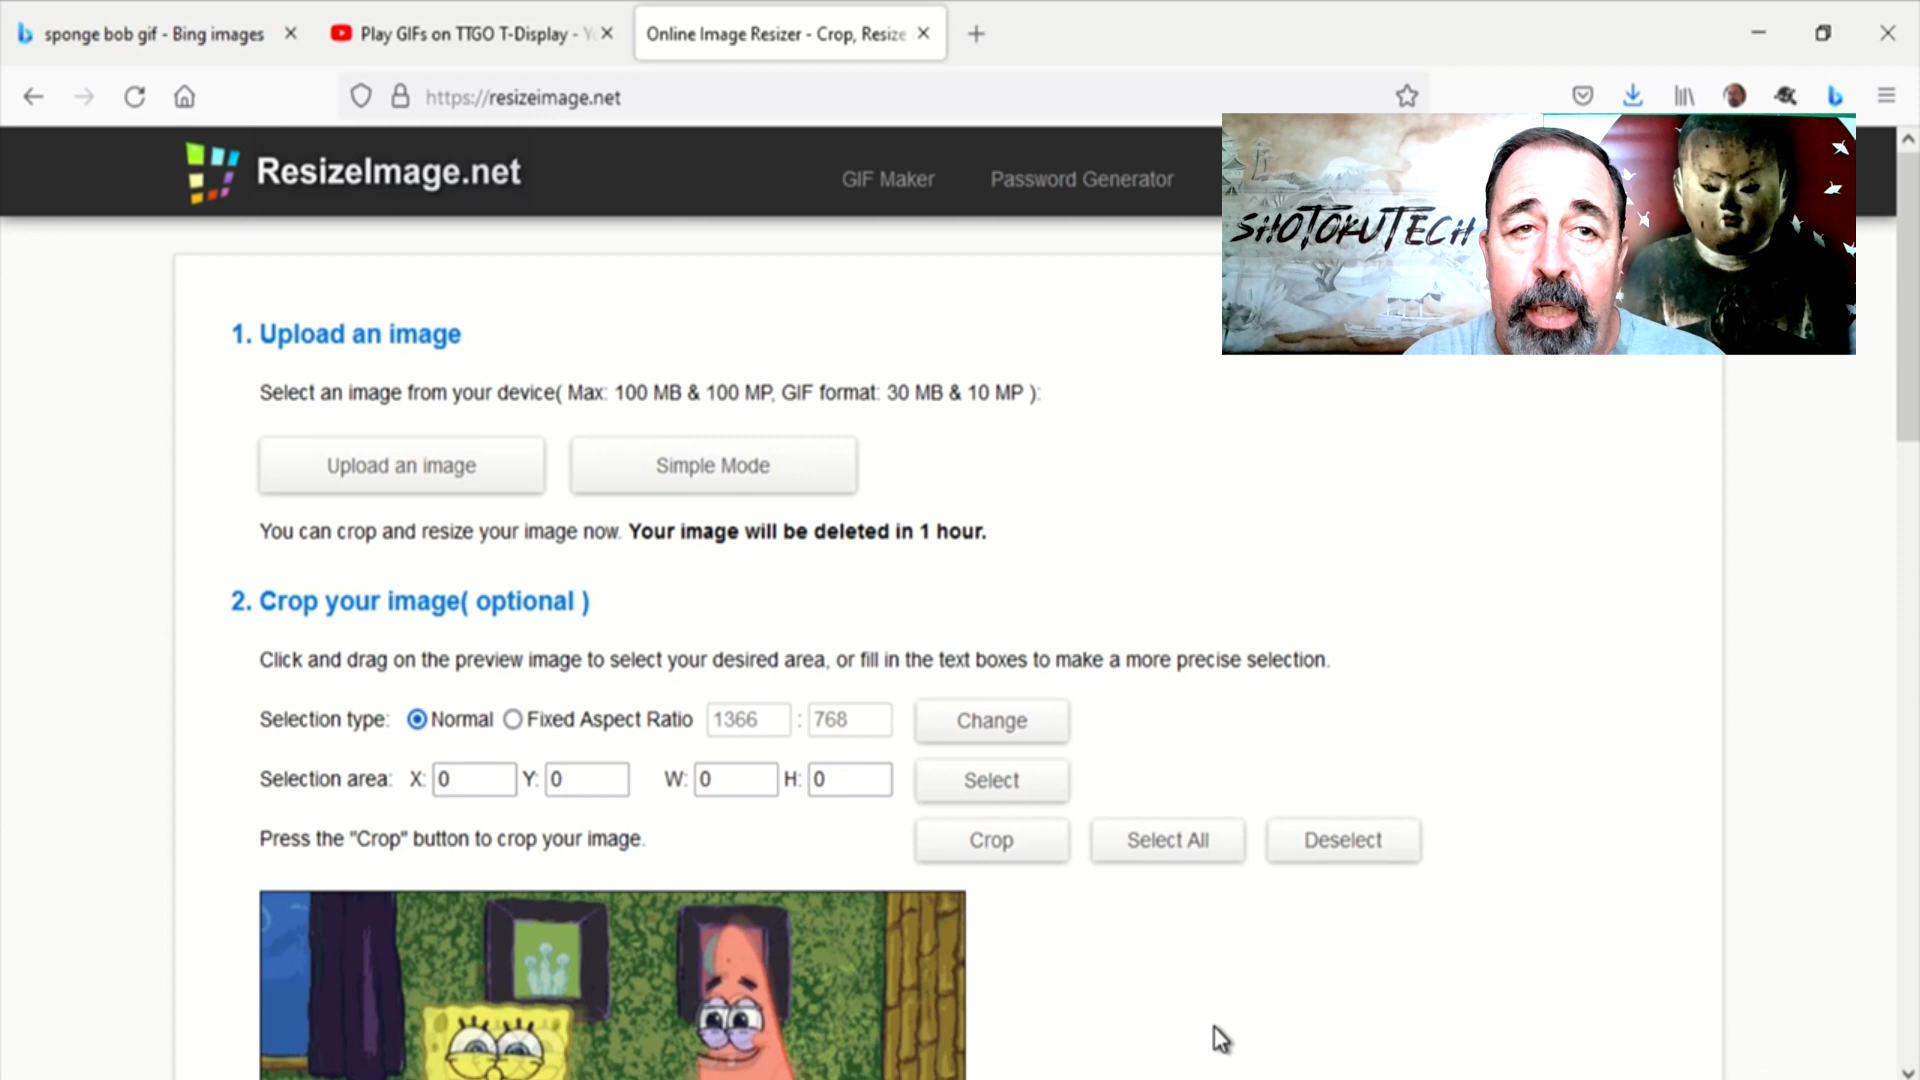 sponge bob gif - Bing images
Play GIFs on TTGO T-Display -
Online Image Resizer - Crop, Resize
https://resizeimage.net
ResizeImage.net
GIF Maker
Password Generator
SHOTOKUTECH
1. Upload an image
Select an image from your device( Max: 100 MB & 100 MP, GIF format: 30 MB & 10 MP ):
Upload an image
Simple Mode
You can crop and resize your image now. Your image will be deleted in 1 hour.
2. Crop your image( optional )
Click and drag on the preview image to select your desired area, or fill in the text boxes to make a more precise selection.
Selection type: Normal Fixed Aspect Ratio 1366 : 768 Change
Selection area: X: 0 Y: 0 W: 0 H: 0 Select
Press the "Crop" button to crop your image. Crop Select All Deselect